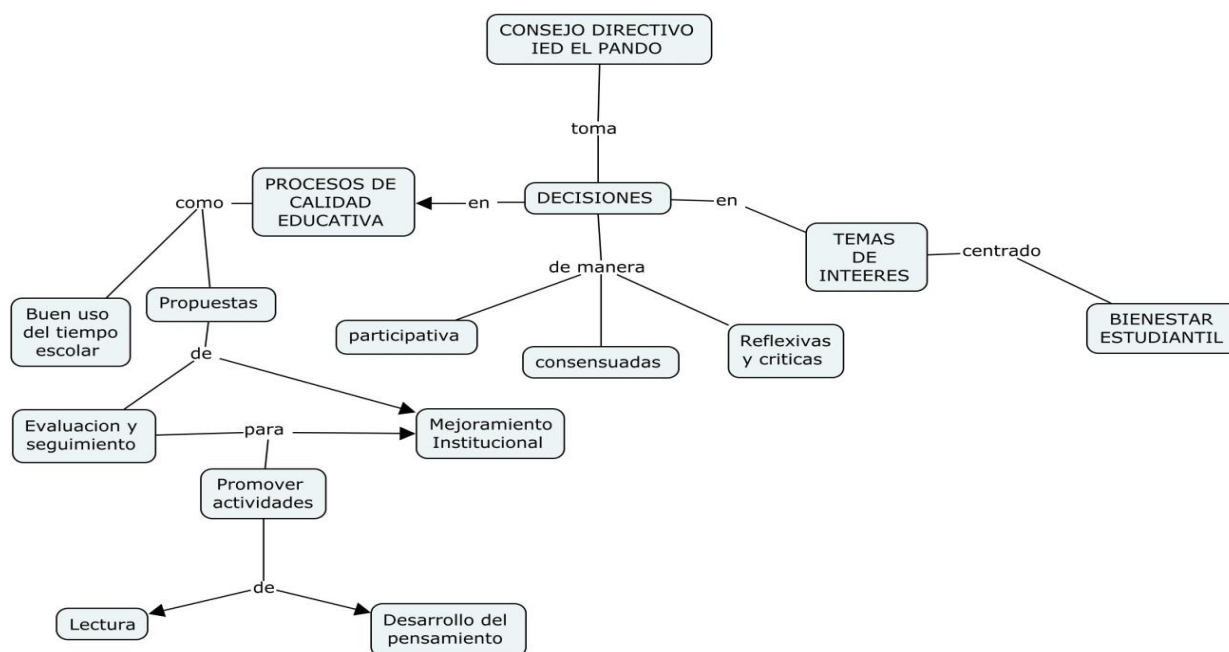 CONSEJO DIRECTIVO
IED EL PANDO
toma
PROCESOS DE
CALIDAD
EDUCATIVA
como
en
DECISIONES
en
TEMAS
DE
INTEERES
centrado
BIENESTAR
ESTUDIANTIL
de manera
participativa
consensuadas
Reflexivas
y criticas
Buen uso
del tiempo
escolar
Propuestas
de
Evaluacion y
seguimiento
para
Mejoramiento
Institucional
Promover
actividades
de
Lectura
Desarrollo del
pensamiento